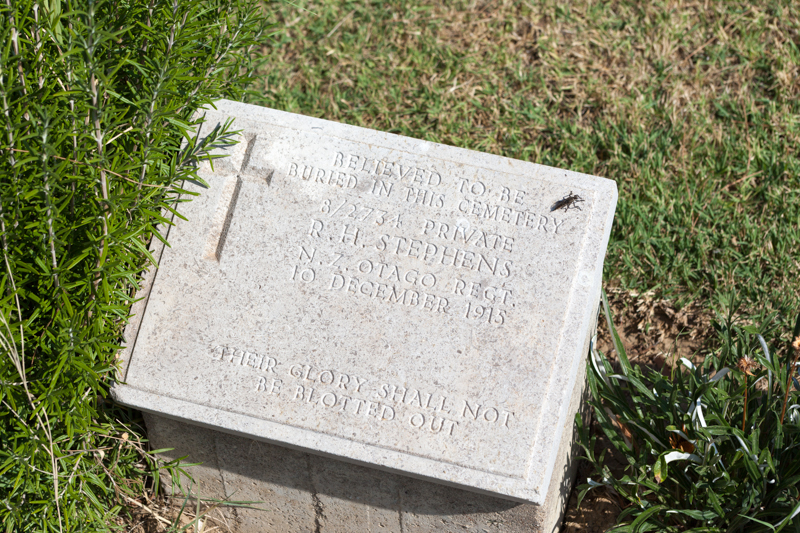 BELIEVED TO BE
BURIED IN THIS CEMETERY
8/2734 PRIVATE
R. H. STEPHENS
N. Z. OTAGO REGT.
10 DECEMBER 1915
THEIR GLORY SHALL NOT
BE BLOTTED OUT